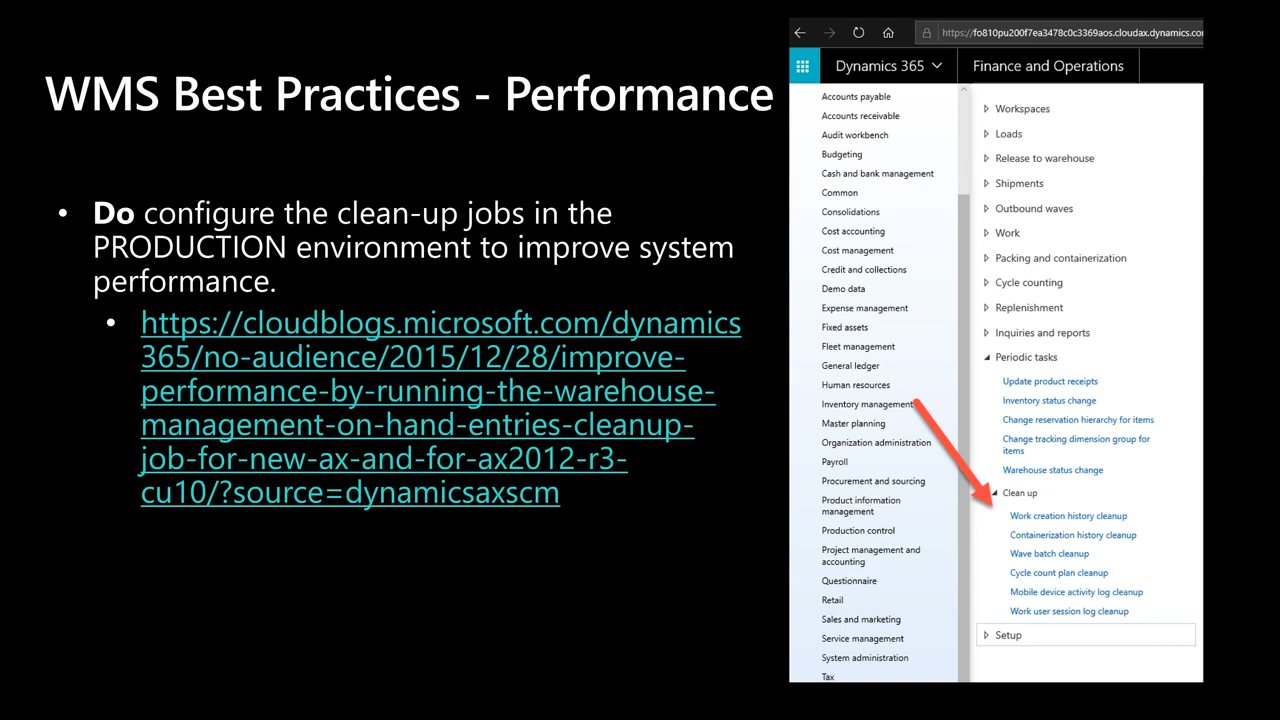 WMS Best Practices - Performance
• Do configure the clean-up jobs in the
PRODUCTION environment to improve system
performance.
• https://cloudblogs.microsoft.com/dynamics
365/no-audience/2015/12/28/improve-
performance-by-running-the-warehouse-
management-on-hand-entries-cleanup-
job-for-new-ax-and-for-ax2012-r3-
cu10/?source=dynamicsaxscm
https://fo810pu200f7ea3478c0c3369aos.cloudax.dynamics.con
Dynamics 365
Finance and Operations
Accounts payable
Accounts receivable
Audit workbench
Budgeting
Cash and bank management
Common
Consolidations
Cost accounting
Cost management
Credit and collections
Demo data
Expense management
Fixed assets
Fleet management
General ledger
Human resources
Inventory management
Master planning
Organization administration
Payroll
Procurement and sourcing
Product information
management
Production control
Project management and
accounting
Questionnaire
Retail
Sales and marketing
Service management
System administration
Tax
Workspaces
Loads
Release to warehouse
Shipments
Outbound waves
Work
Packing and containerization
Cycle counting
Replenishment
Inquiries and reports
Periodic tasks
Update product receipts
Inventory status change
Change reservation hierarchy for items
Change tracking dimension group for
items
Warehouse status change
Clean up
Work creation history cleanup
Containerization history cleanup
Wave batch cleanup
Cycle count plan cleanup
Mobile device activity log cleanup
Work user session log cleanup
Setup